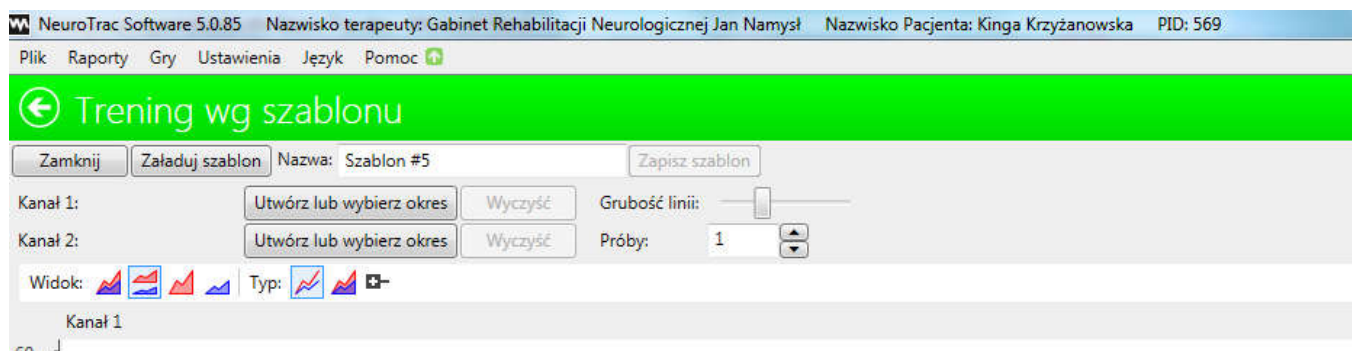 NeuroTrac Software 5.0.85 Nazwisko terapeuty: Gabinet Rehabilitacji Neurologicznej Jan Namysł Nazwisko Pacjenta: Kinga Krzyżanowska PID: 569
Plik Raporty Gry Ustawienia Język Pomoc
Trening wg szablonu
Zamknij Załaduj szablon Nazwa: Szablon #5 Zapisz szablon
Kanał 1: Utwórz lub wybierz okres Wyczyść Grubość linii:
Kanał 2: Utwórz lub wybierz okres Wyczyść Próby: 1
Widok: Typ:
Kanał 1